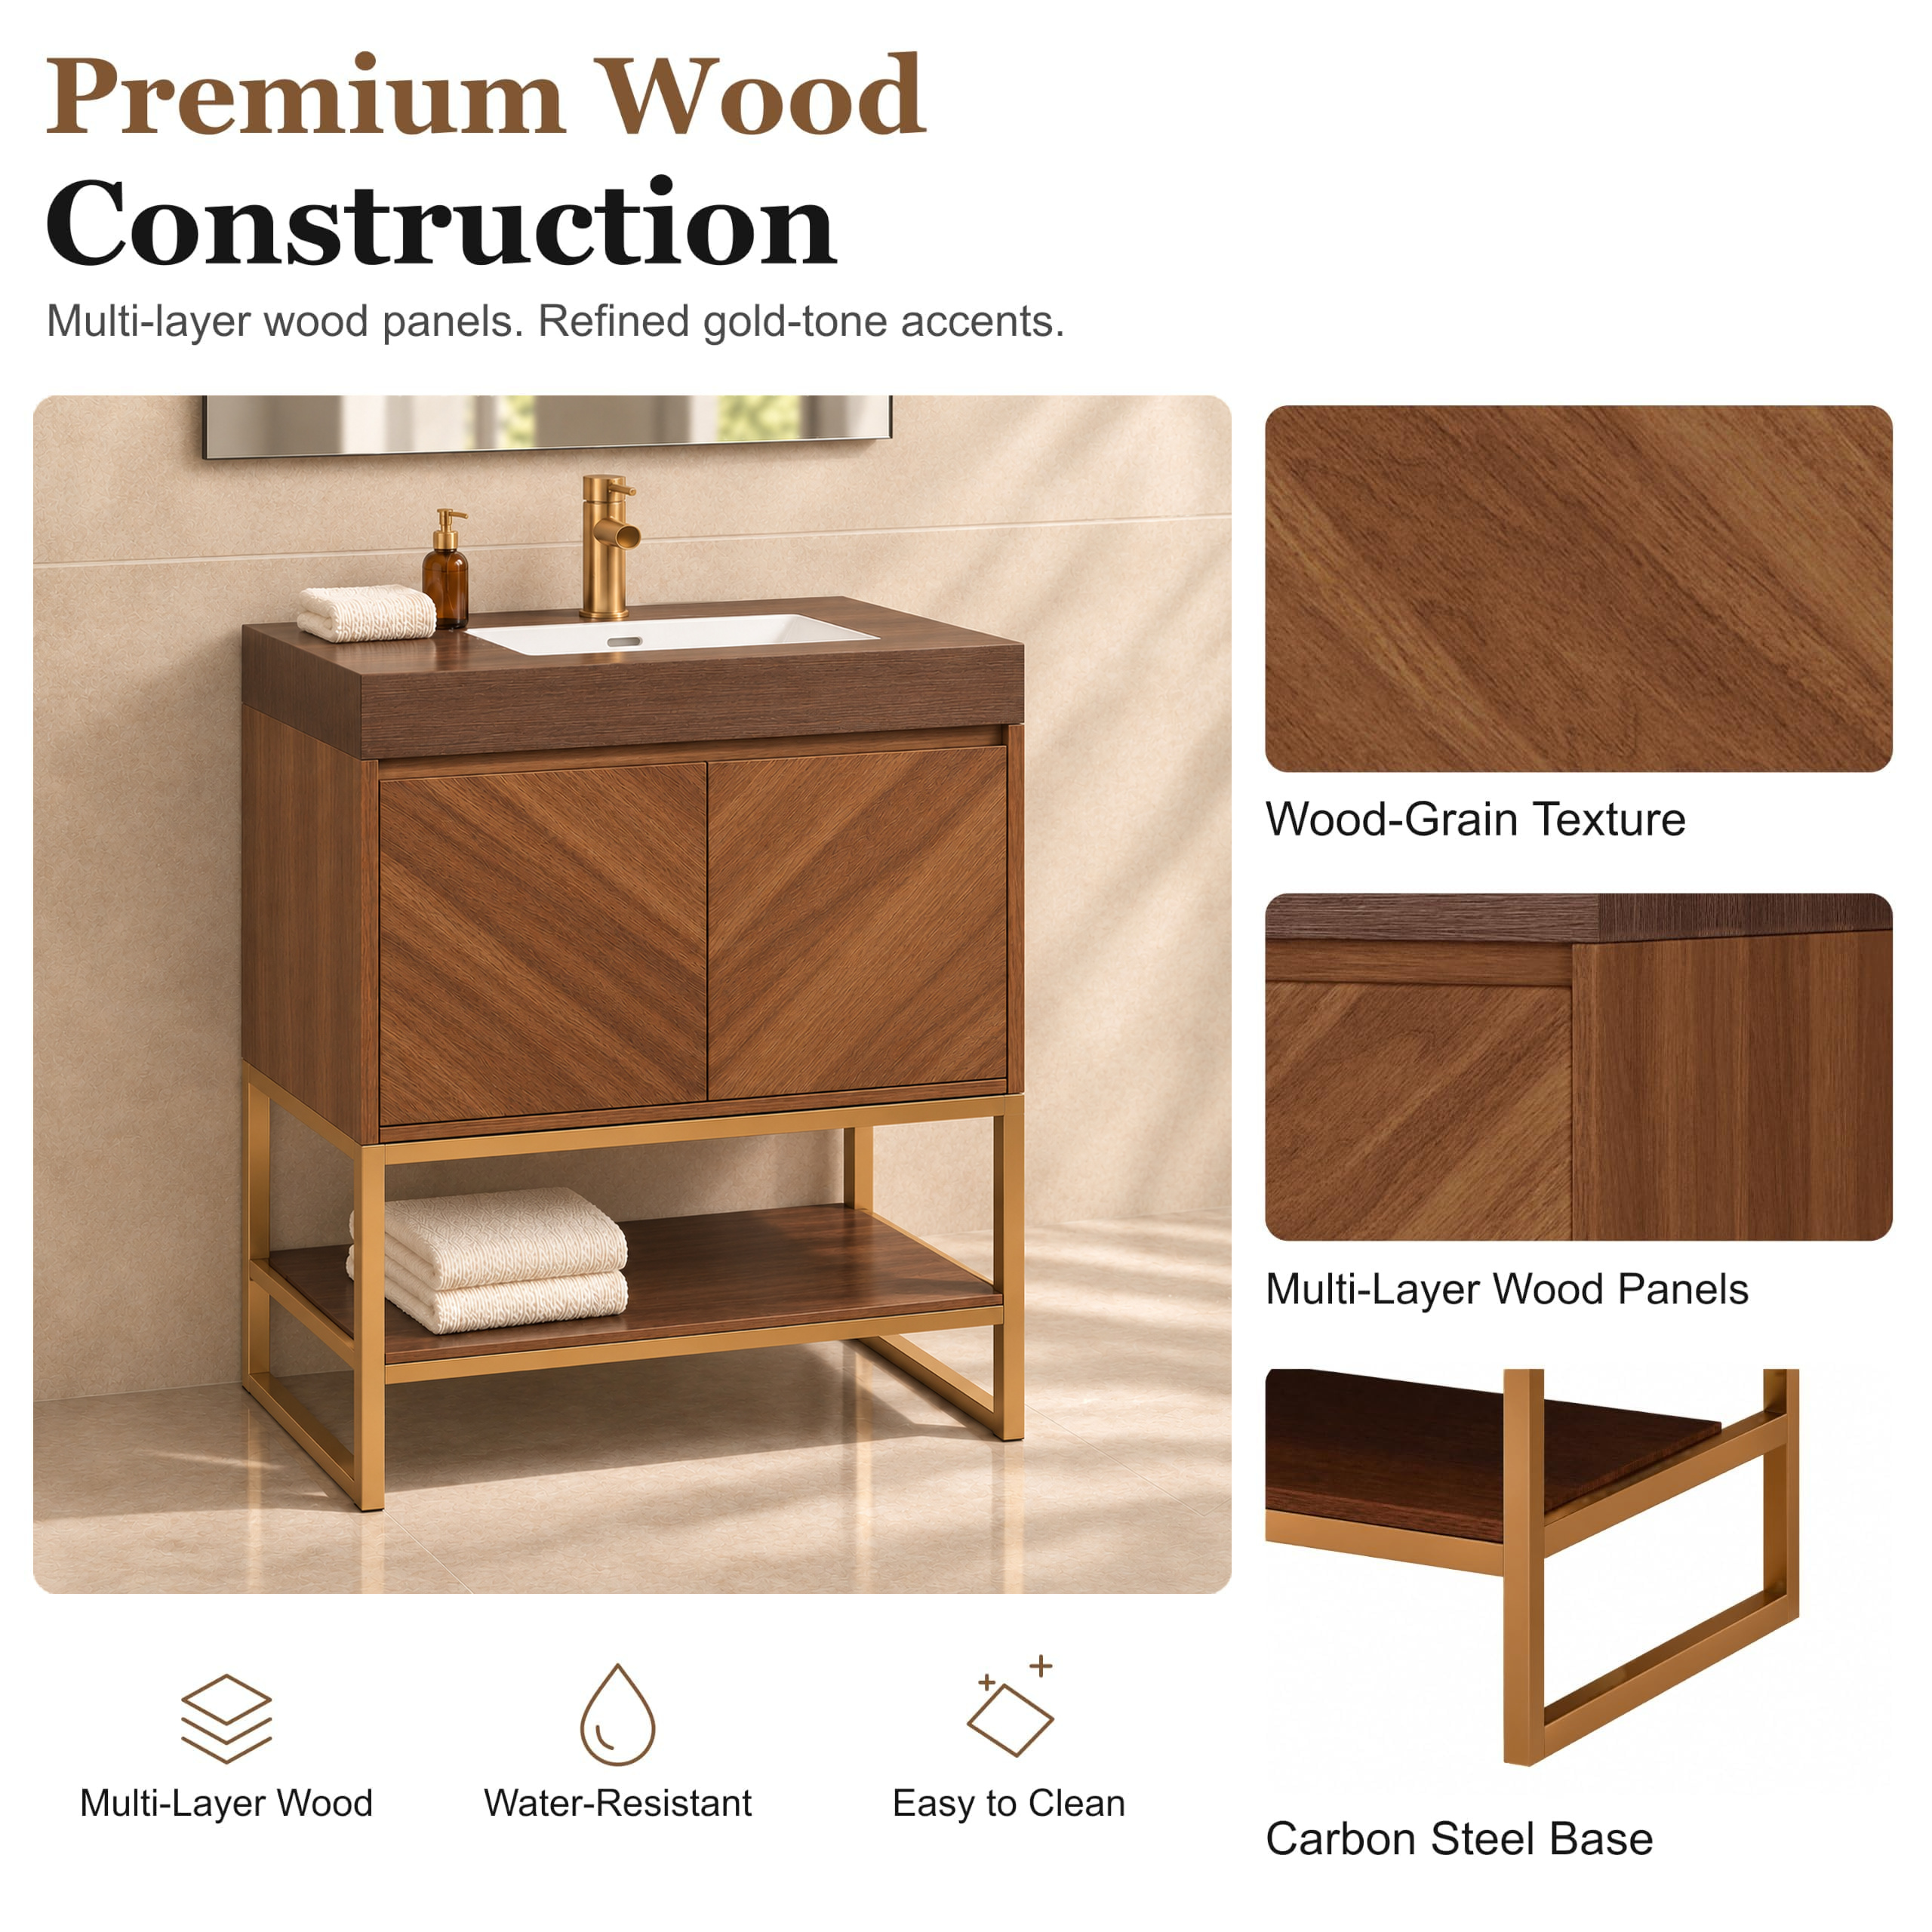 Premium Wood
Construction
Multi-layer wood panels. Refined gold-tone accents.
Wood-Grain Texture
Multi-Layer Wood Panels
Carbon Steel Base
Multi-Layer Wood
Water-Resistant
Easy to Clean